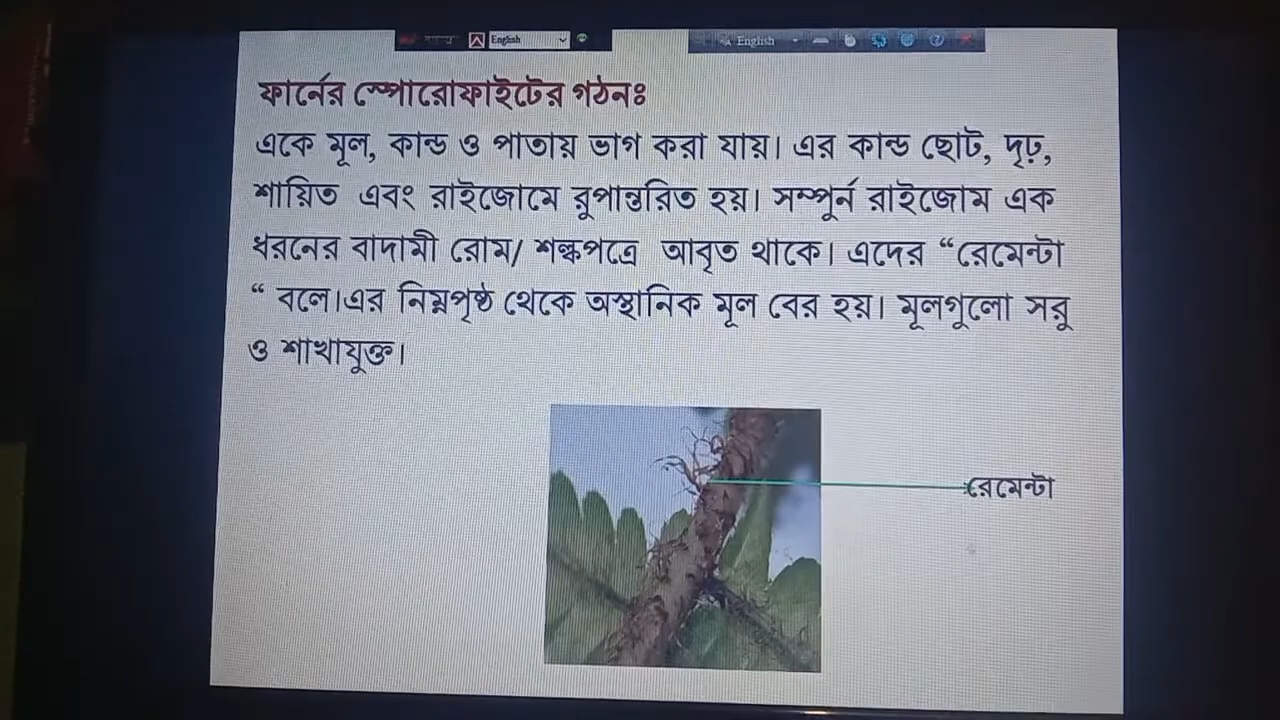 English
English
ফার্নের স্পোরোফাইটের গঠনঃ
একে মূল, কান্ড ও পাতায় ভাগ করা যায়। এর কান্ড ছোট, দৃঢ়,
শায়িত এবং রাইজোমে রুপান্তরিত হয়। সম্পুর্ন রাইজোম এক
ধরনের বাদামী রোম/ শল্কপত্রে আবৃত থাকে। এদের “রেমেন্টা
“ বলে।এর নিম্নপৃষ্ঠ থেকে অস্থানিক মূল বের হয়। মূলগুলো সরু
ও শাখাযুক্ত।
রেমেন্টা